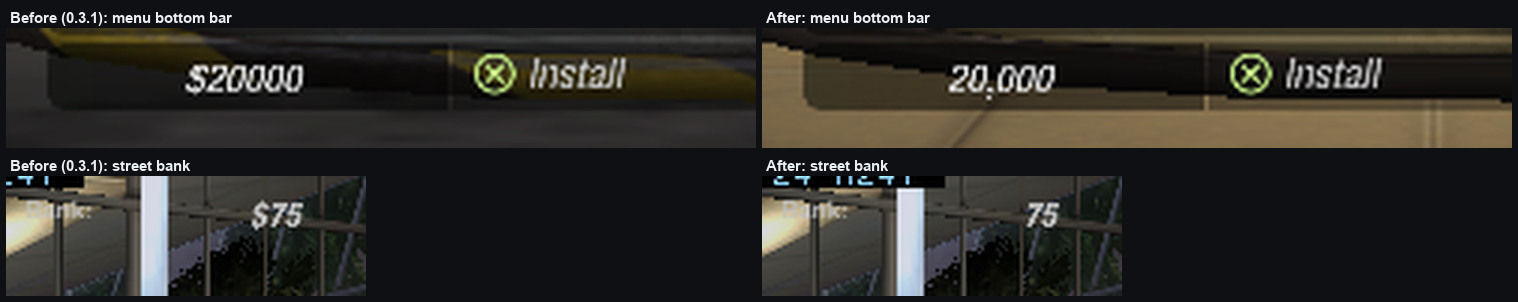 Before (0.3.1): menu bottom bar
After: menu bottom bar
$20000
Install
20,000
Install
Before (0.3.1): street bank
After: street bank
Bank:
$75
Bank:
75